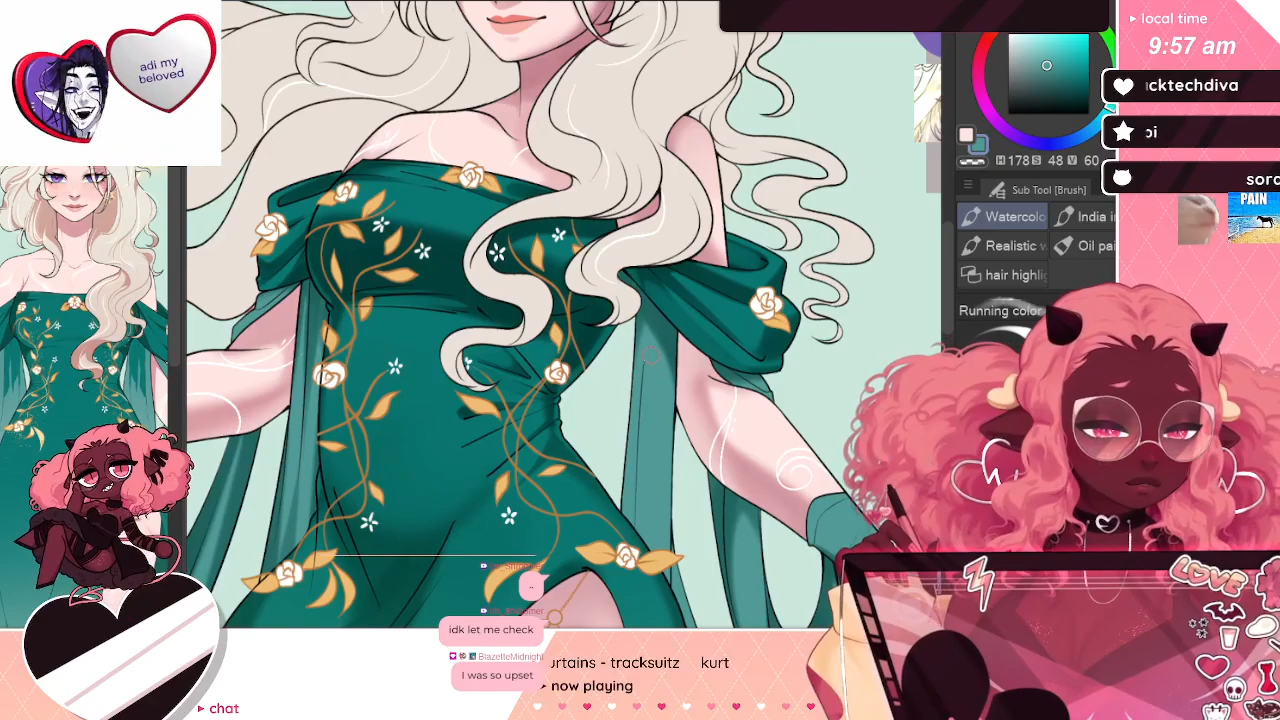 adi my
beloved
local time
9:57 am
cktechdiva
oi
sora
PAIN
H 178 S 48 V 60
Sub Tool [Brush]
Watercolo
India i
Realistic w
Oil pai
hair highlig
Running color
idk let me check
BlazetteMidnight
I was so upset
urtains - tracksuitz kurt
now playing
chat
LOVE